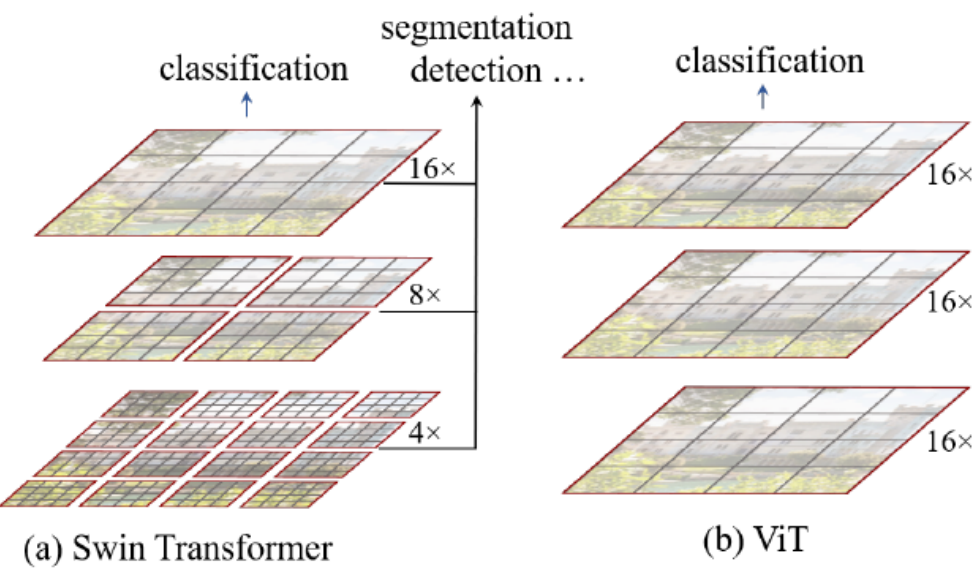 segmentation
detection ...
classification
16×
8×
4×
(a) Swin Transformer
classification
16×
16×
16×
(b) ViT